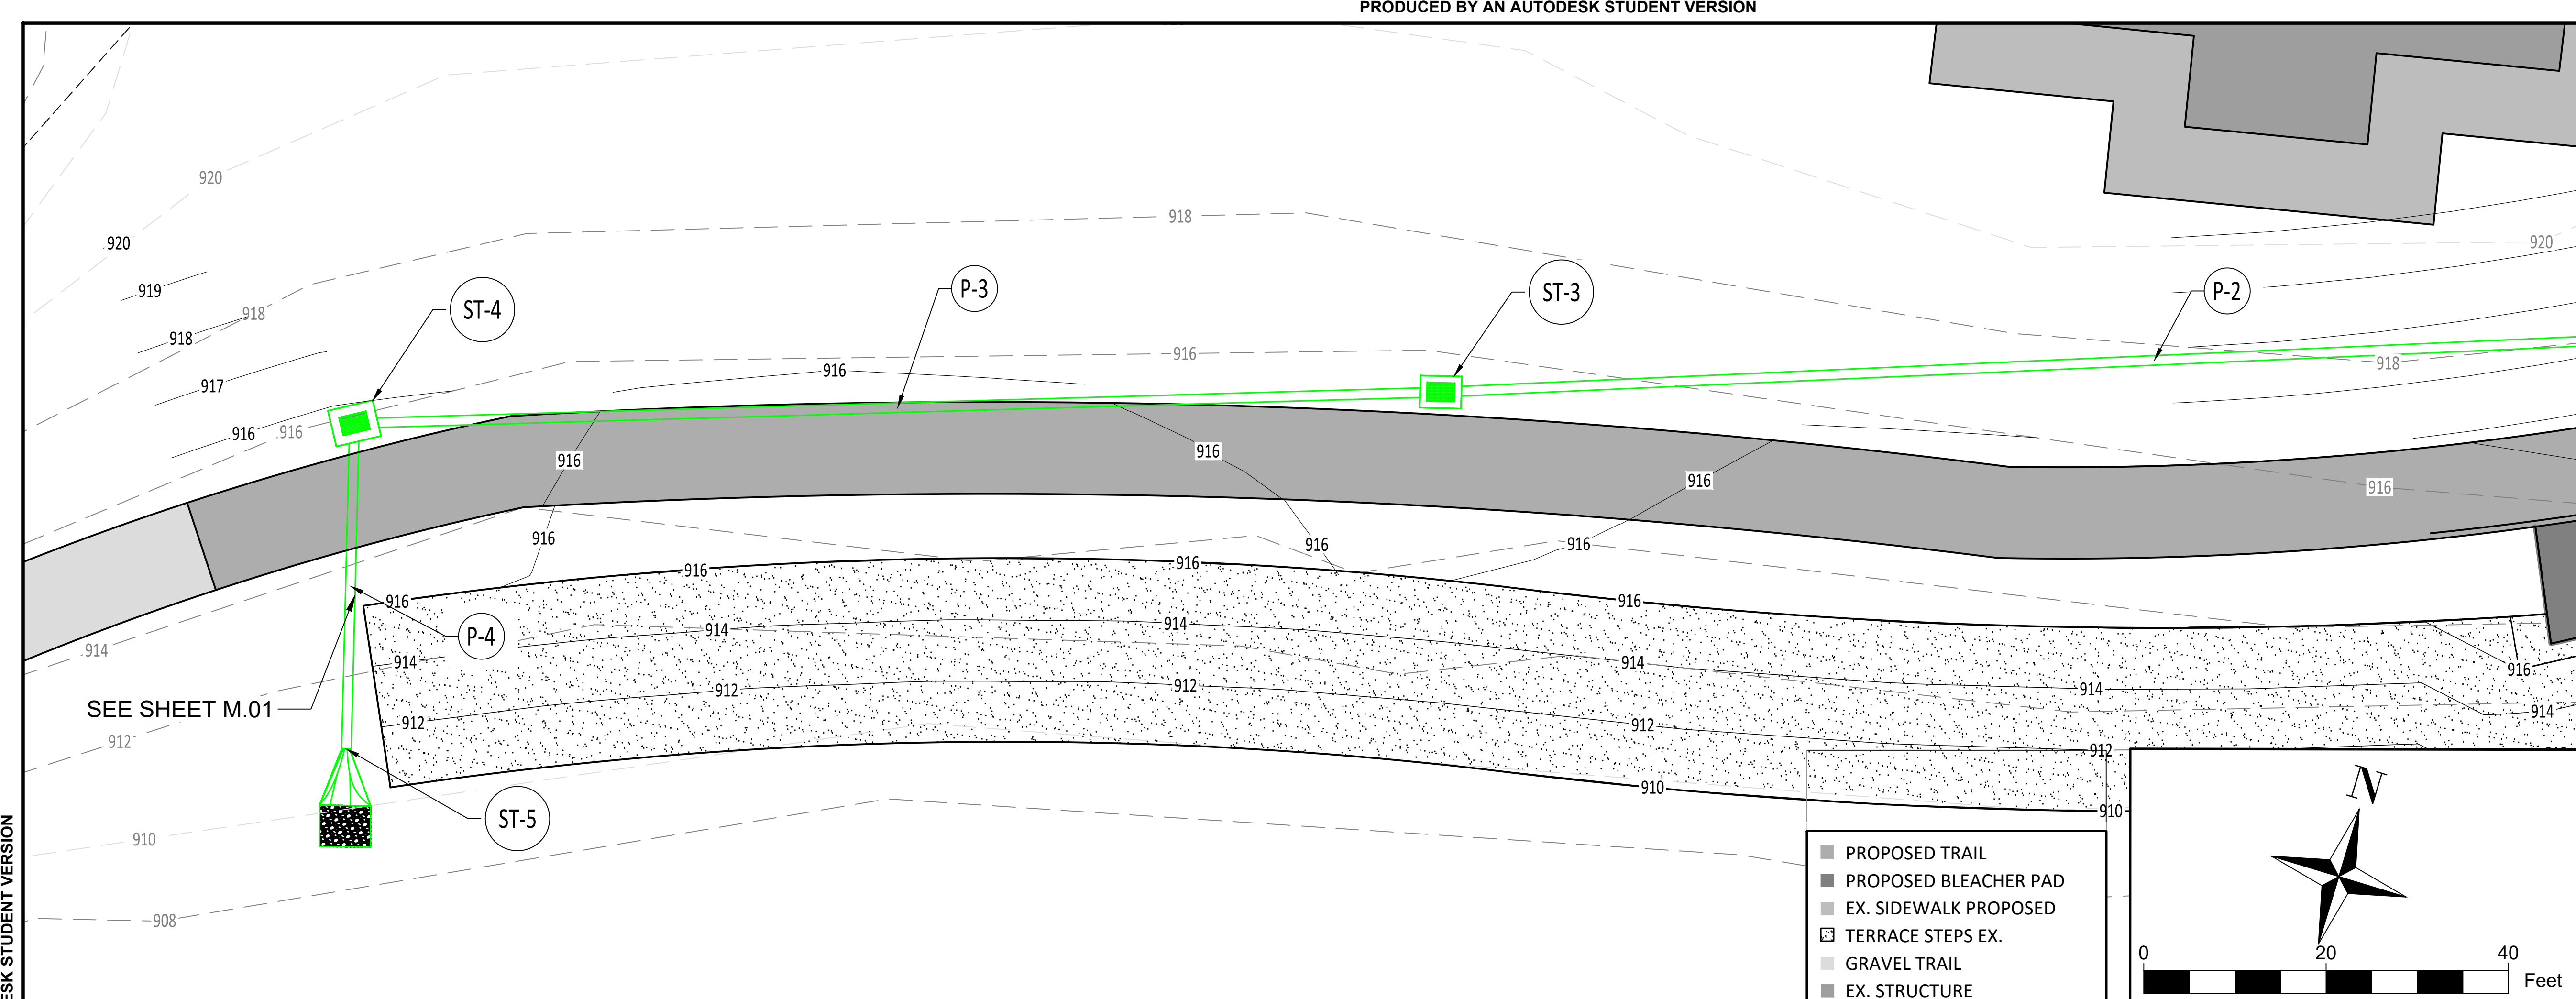 PRODUCED BY AN AUTODESK STUDENT VERSION
920
918
920
920
919
918
918
917
916
.916
ST-4
P-3
ST-3
P-2
916
916
918
916
916
916
916
916
916
916
916
916
916
916
916
914
914
914
914
914
916
914
P-4
914
912
912
912
912
912
912
SEE SHEET M.01
910
910
910
ST-5
908
ESK STUDENT VERSION
PROPOSED TRAIL
PROPOSED BLEACHER PAD
EX. SIDEWALK PROPOSED
TERRACE STEPS EX.
GRAVEL TRAIL
EX. STRUCTURE
N
0 20 40
Feet